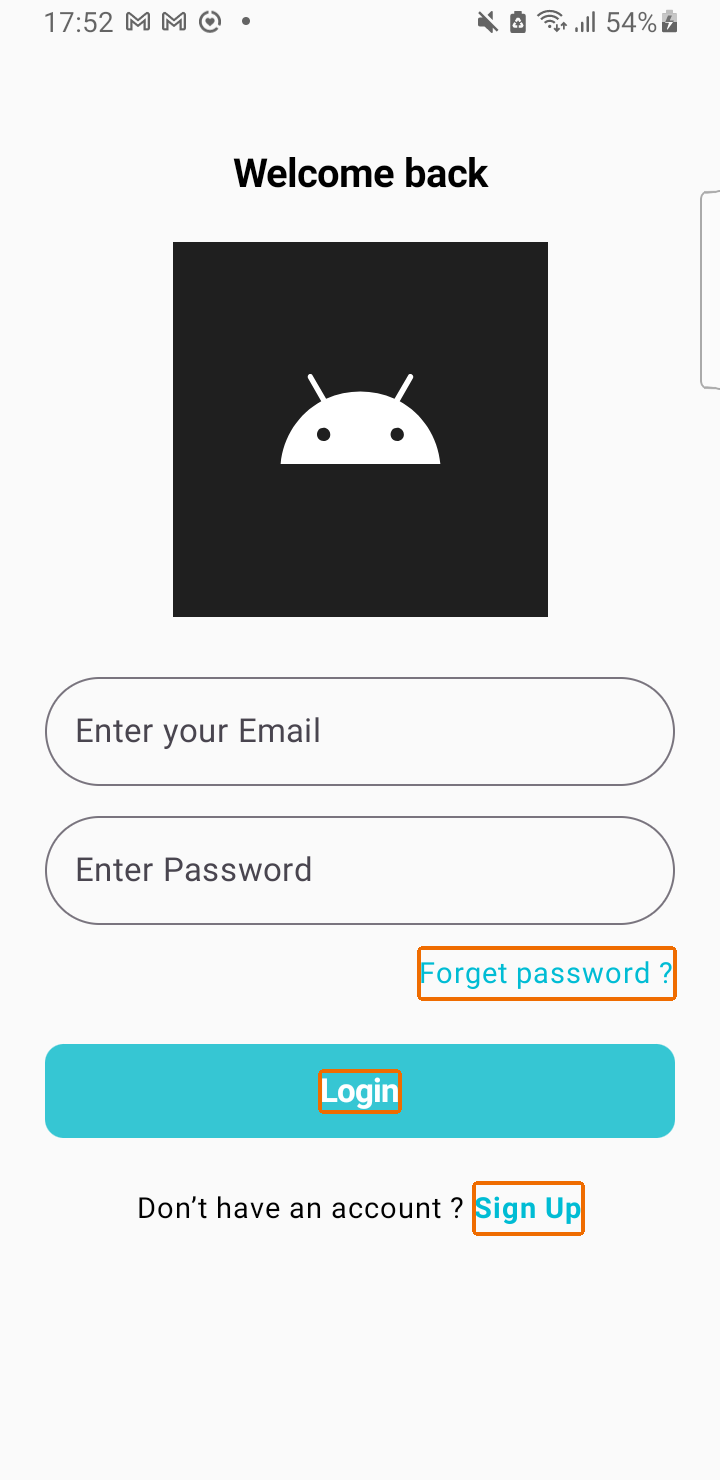 17:52 54%
Welcome back
Enter your Email
Enter Password
Forget password ?
Login
Don’t have an account ? Sign Up